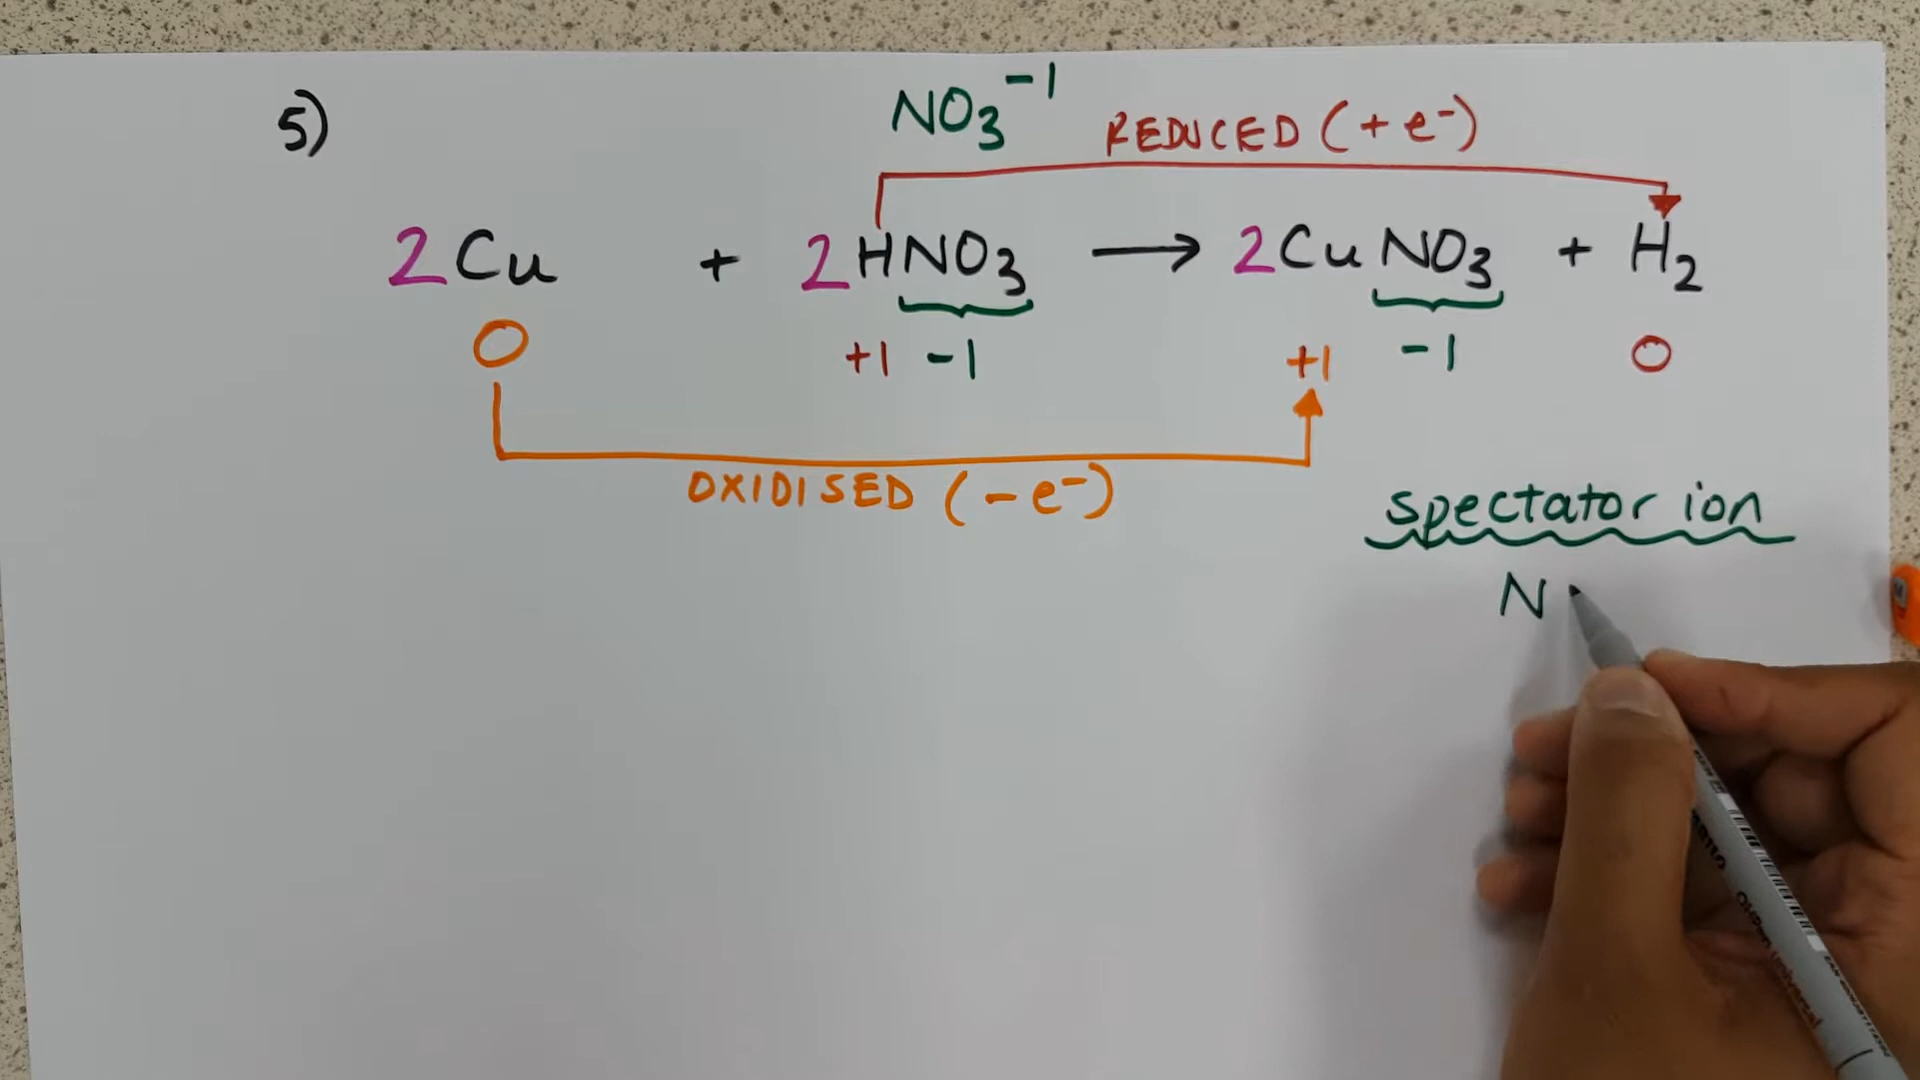 5)
NO₃⁻¹
REDUCED (+ e⁻)
2Cu + 2HNO₃ → 2CuNO₃ + H₂
0 +1 -1 +1 -1 0
OXIDISED (- e⁻)
spectator ion
N